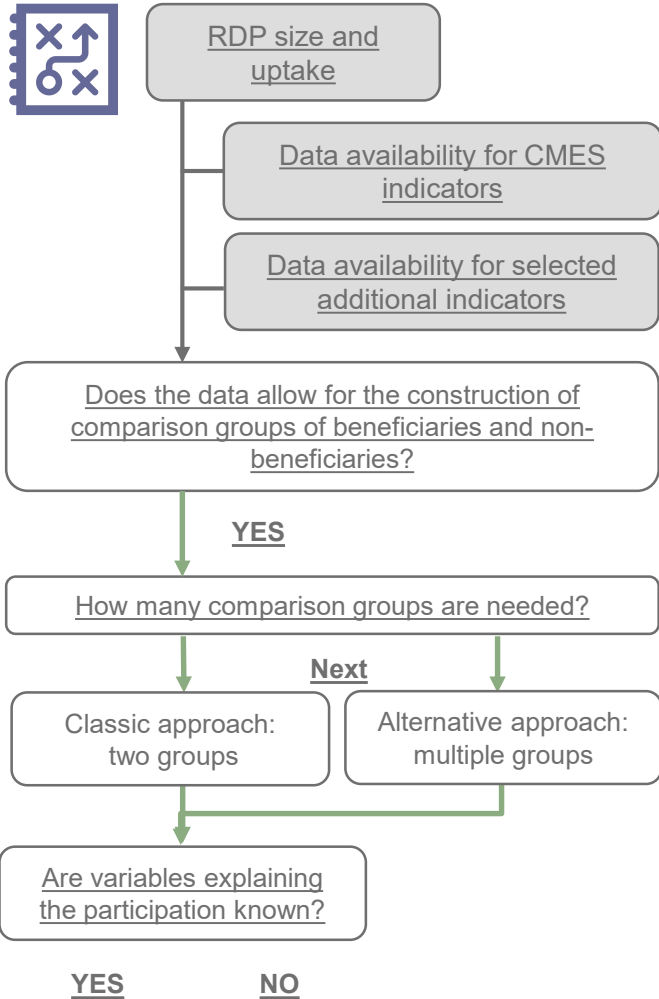 RDP size and
uptake
Data availability for CMES
indicators
Data availability for selected
additional indicators
Does the data allow for the construction of
comparison groups of beneficiaries and non-
beneficiaries?
YES
How many comparison groups are needed?
Next
Classic approach:
two groups
Alternative approach:
multiple groups
Are variables explaining
the participation known?
YES
NO